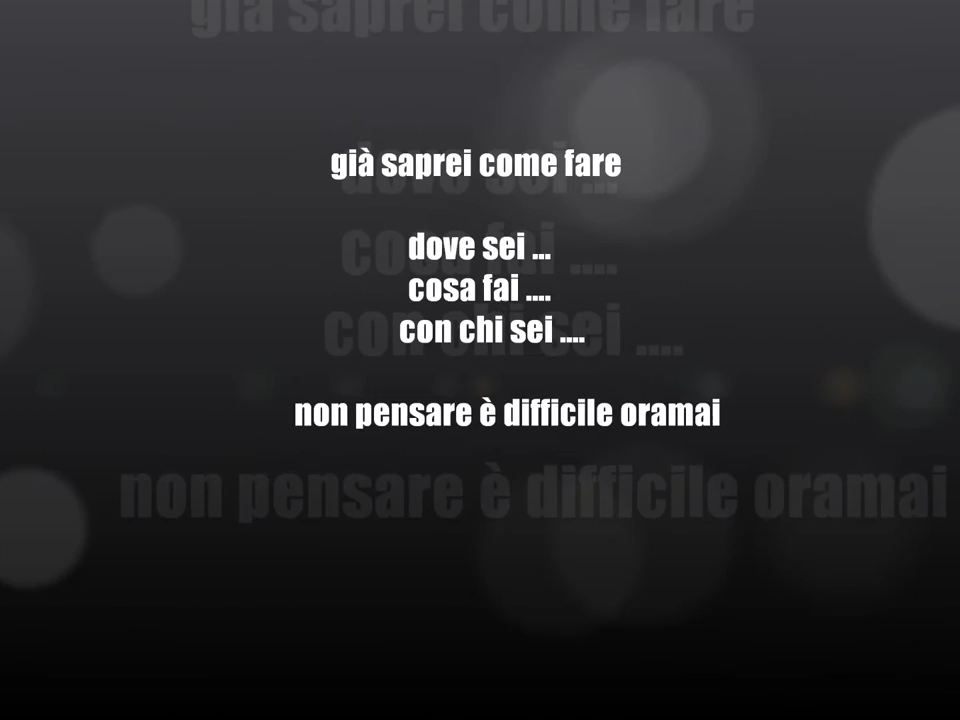 già saprei come fare
dove sei ...
cosa fai ....
con chi sei ....
non pensare è difficile oramai